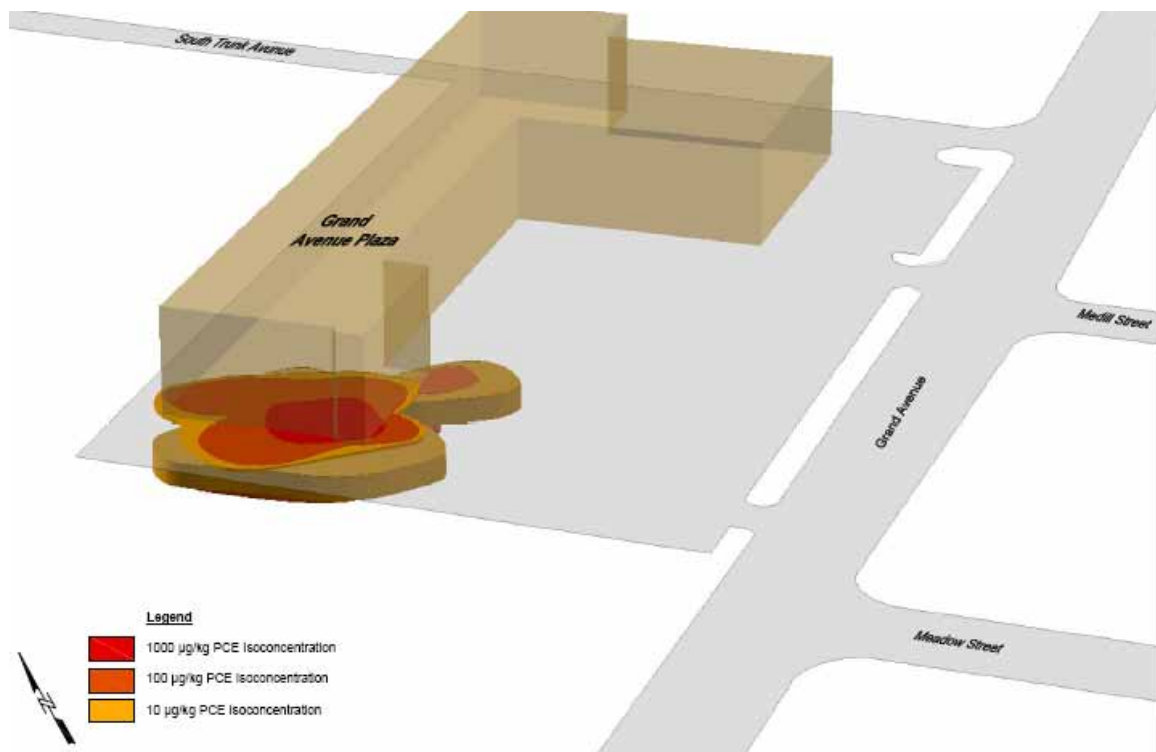 South Trunk Avunue
Grand
Avenue Plaza
Medill Street
Grand Avenue
Meadow Street
Legend
1000 µg/kg PCE Isoconcentration
100 µg/kg PCE Isoconcentration
10 µg/kg PCE Isoconcentration
N